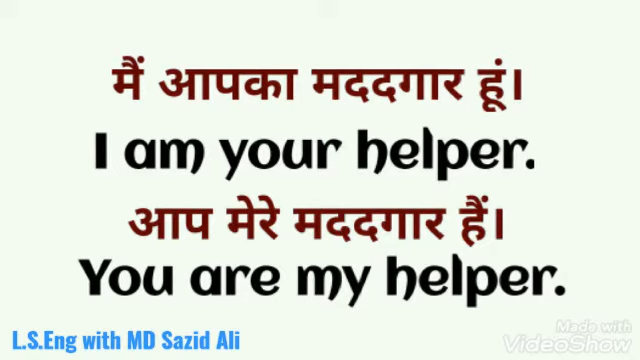 मैं आपका मददगार हूं।
I am your helper.
आप मेरे मददगार हैं।
You are my helper.
L.S.Eng with MD Sazid Ali
Made with
VideoShow